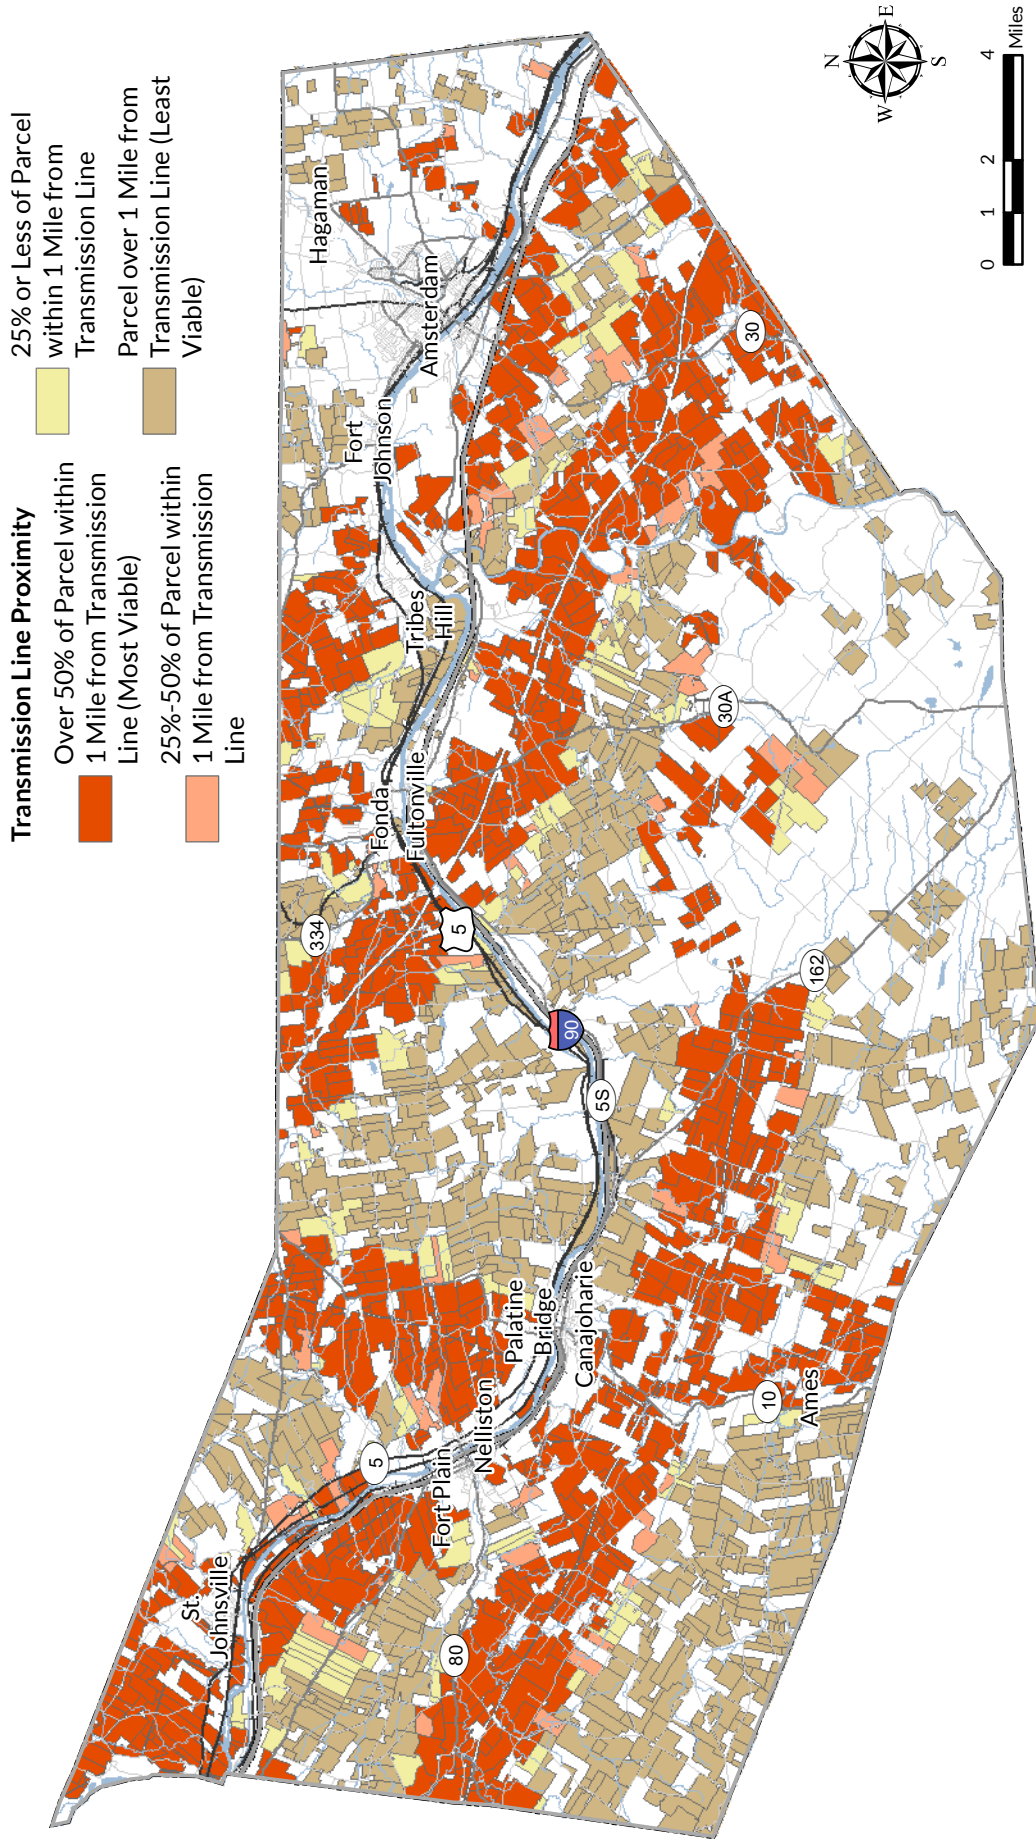 Transmission Line Proximity
Over 50% of Parcel within
1 Mile from Transmission
Line (Most Viable)
25%-50% of Parcel within
1 Mile from Transmission
Line
25% or Less of Parcel
within 1 Mile from
Transmission Line
Parcel over 1 Mile from
Transmission Line (Least
Viable)
St.
Johnsville
5
Fort Plain
Nelliston
80
Palatine
Bridge
Canajoharie
10
Ames
5S
90
162
5
334
Fonda
Fultonville
30A
Tribes
Hill
Fort
Johnson
Amsterdam
Hagaman
30
N
E
S
W
0
1
2
4
Miles